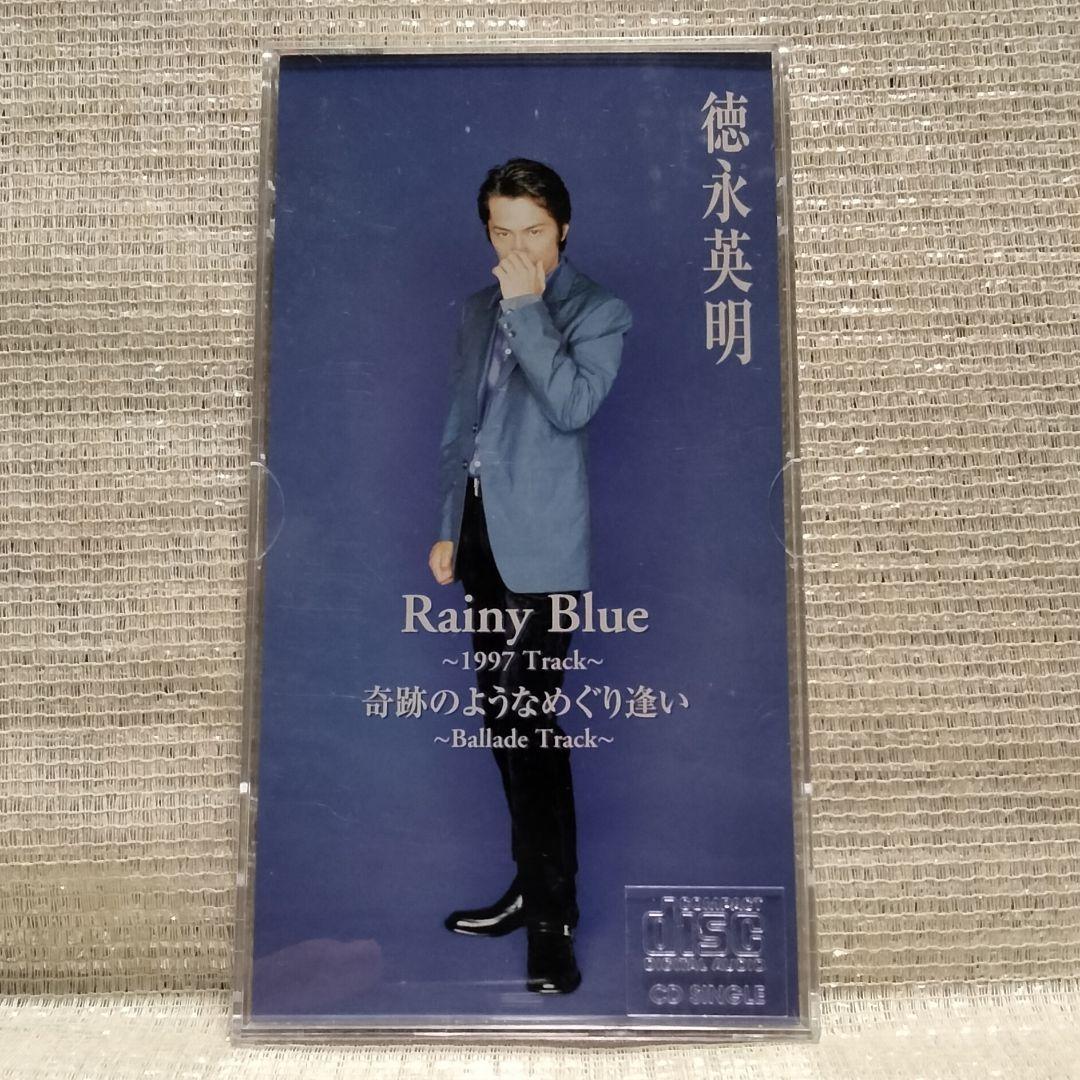 徳永英明
Rainy Blue
~1997 Track~
奇跡のようなめぐり逢い
~Ballade Track~
COMPACT
disc
DIGITAL AUDIO
CD SINGLE